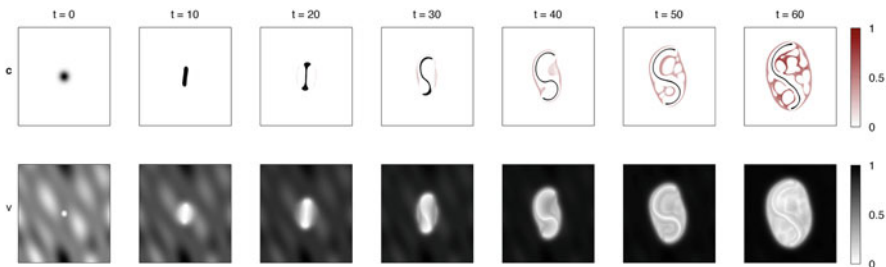 t = 0 t = 10 t = 20 t = 30 t = 40 t = 50 t = 60
1
c
0.5
0
1
v
0.5
0